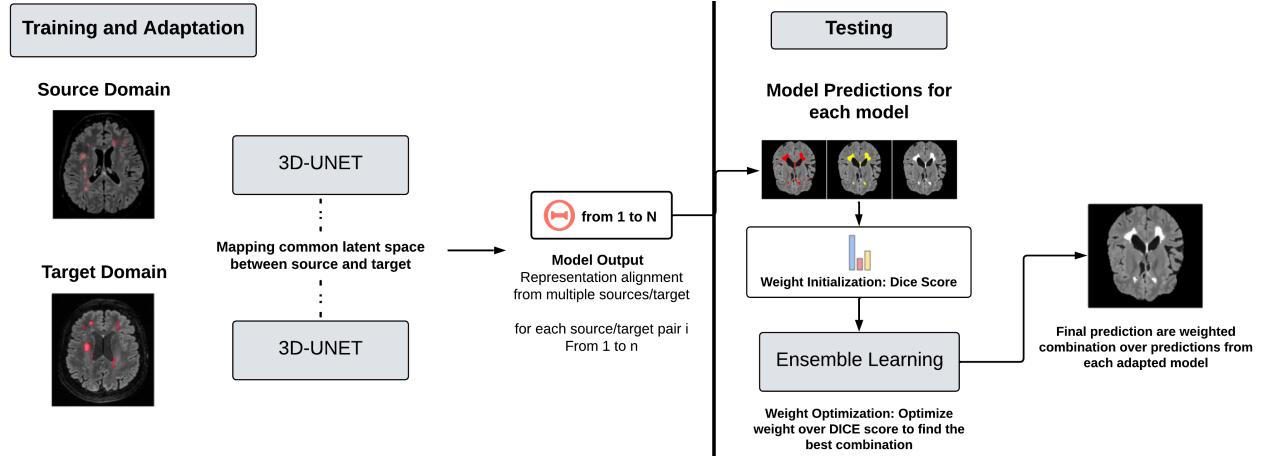 Training and Adaptation
Source Domain
Target Domain
3D-UNET
Mapping common latent space
between source and target
3D-UNET
from 1 to N
Model Output
Representation alignment
from multiple sources/target
for each source/target pair i
From 1 to n
Testing
Model Predictions for
each model
Weight Initialization: Dice Score
Ensemble Learning
Weight Optimization: Optimize
weight over DICE score to find the
best combination
Final prediction are weighted
combination over predictions from
each adapted model